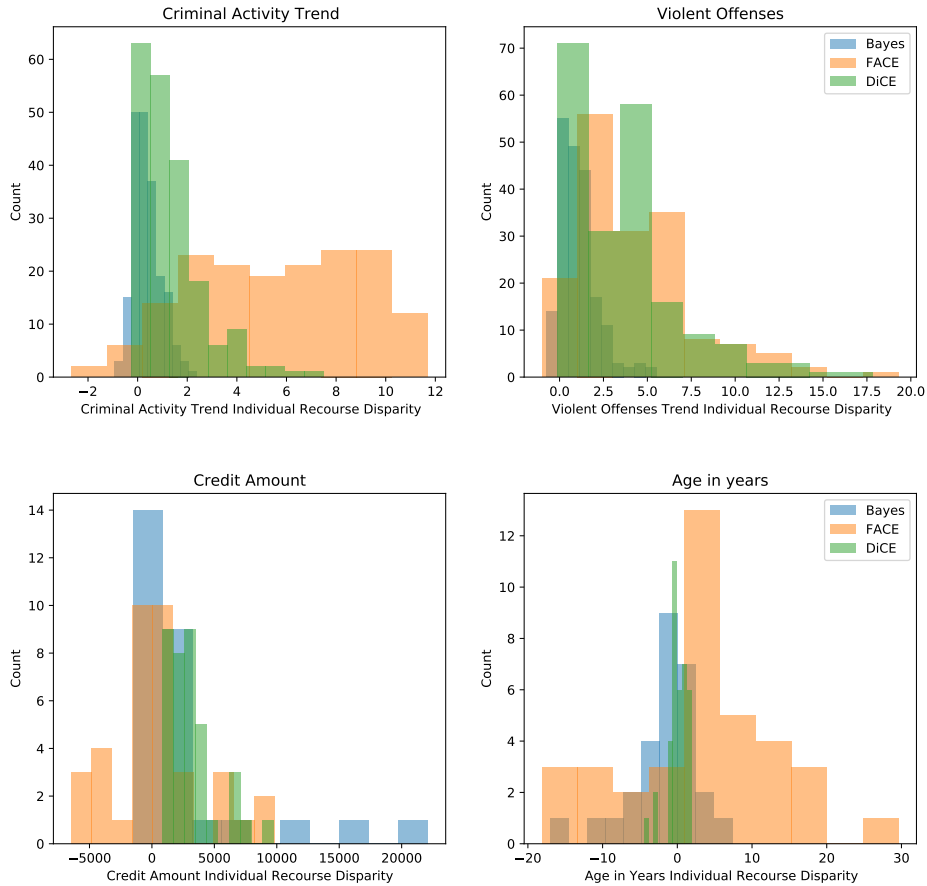 Criminal Activity Trend
Count
60
50
40
30
20
10
0
−2 0 2 4 6 8 10 12
Criminal Activity Trend Individual Recourse Disparity
Violent Offenses
Bayes
FACE
DiCE
Count
70
60
50
40
30
20
10
0
0.0 2.5 5.0 7.5 10.0 12.5 15.0 17.5 20.0
Violent Offenses Trend Individual Recourse Disparity
Credit Amount
Count
14
12
10
8
6
4
2
0
−5000 0 5000 10000 15000 20000
Credit Amount Individual Recourse Disparity
Age in years
Bayes
FACE
DiCE
Count
12
10
8
6
4
2
0
−20 −10 0 10 20 30
Age in Years Individual Recourse Disparity